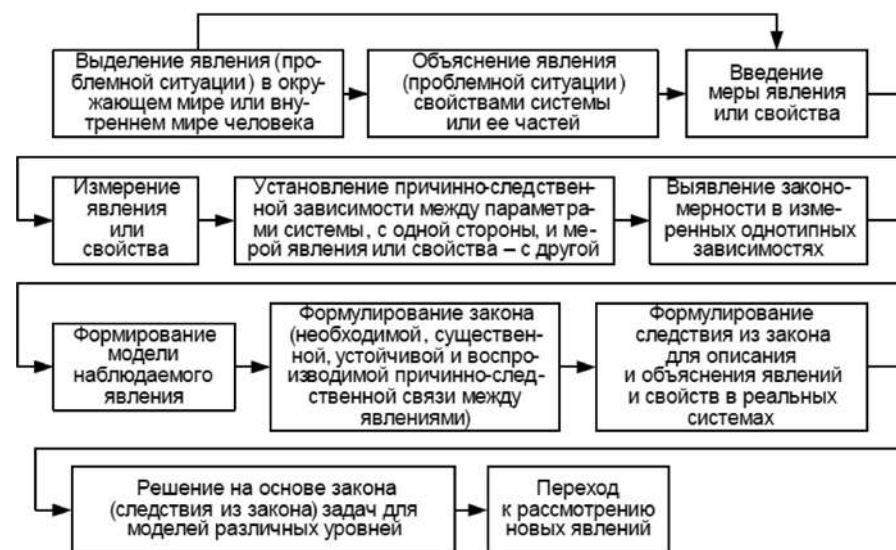 Выделение явления (про-
блемной ситуации) в окру-
жающем мире или вну-
треннем мире человека
Объяснение явления
(проблемной ситуации)
свойствами системы
или ее частей
Введение
меры явления
или свойства
Измерение
явления
или
свойства
Установление причинно-следствен-
ной зависимости между параметра-
ми системы, с одной стороны, и ме-
рой явления или свойства – с другой
Выявление законо-
мерности в изме-
ренных однотипных
зависимостях
Формирование
модели
наблюдаемого
явления
Формулирование закона
(необходимой, существен-
ной, устойчивой и воспро-
изводимой причинно-след-
ственной связи между
явлениями)
Формулирование
следствия из закона
для описания
и объяснения явлений
и свойств в реальных
системах
Решение на основе закона
(следствия из закона) задач для
моделей различных уровней
Переход
к рассмотрению
новых явлений